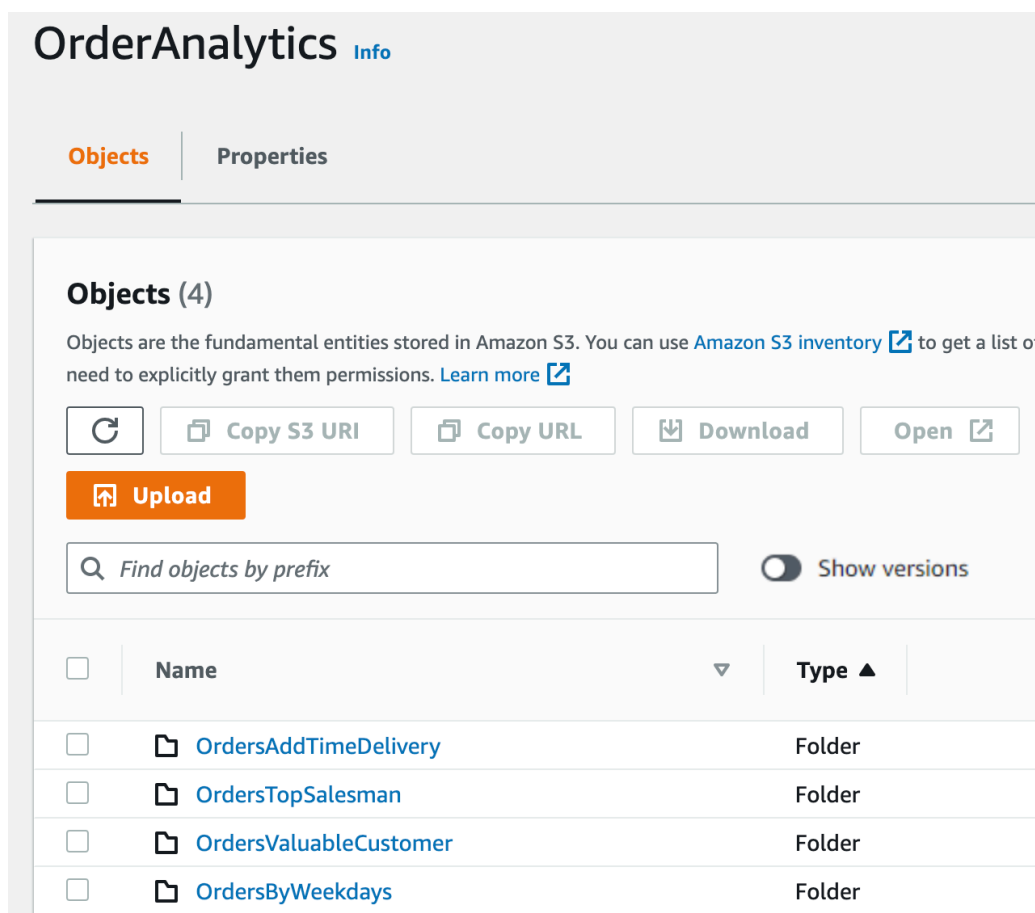 OrderAnalytics Info
Objects Properties
Objects (4)
Objects are the fundamental entities stored in Amazon S3. You can use Amazon S3 inventory to get a list of
need to explicitly grant them permissions. Learn more
Copy S3 URI Copy URL Download Open
Upload
Find objects by prefix Show versions
Name Type
OrdersAddTimeDelivery Folder
OrdersTopSalesman Folder
OrdersValuableCustomer Folder
OrdersByWeekdays Folder